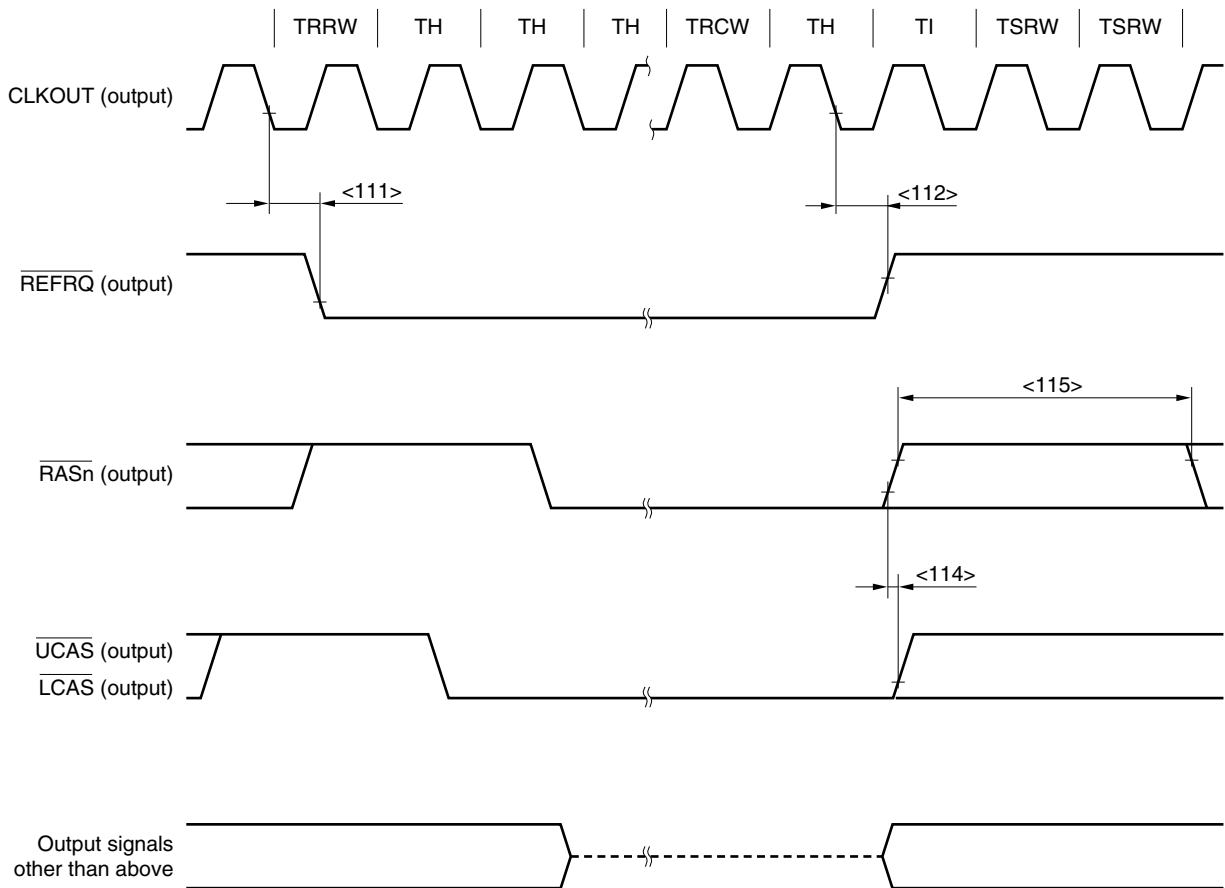 TRRW TH TH TH TRCW TH TI TSRW TSRW
CLKOUT (output)
<111> <112>
REFRQ (output)
<115>
RASn (output)
<114>
UCAS (output)
LCAS (output)
Output signals
other than above